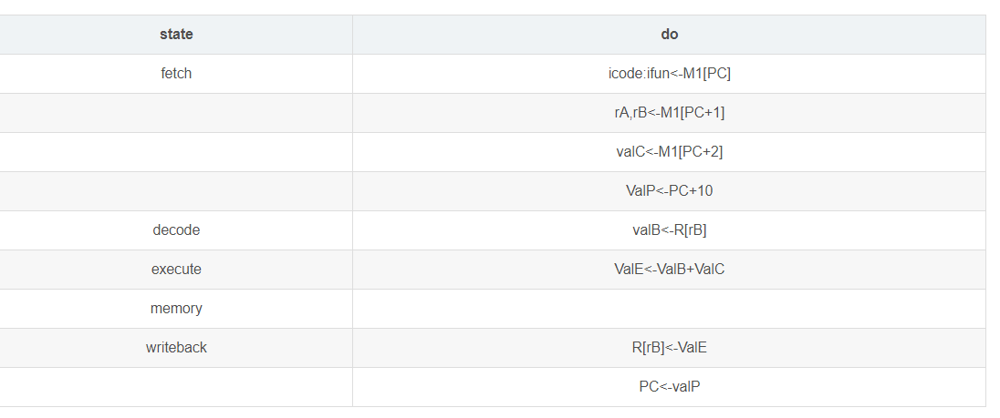 state do
fetch icode:ifun<-M1[PC]
rA,rB<-M1[PC+1]
valC<-M1[PC+2]
ValP<-PC+10
decode valB<-R[rB]
execute ValE<-ValB+ValC
memory
writeback R[rB]<-ValE
PC<-valP